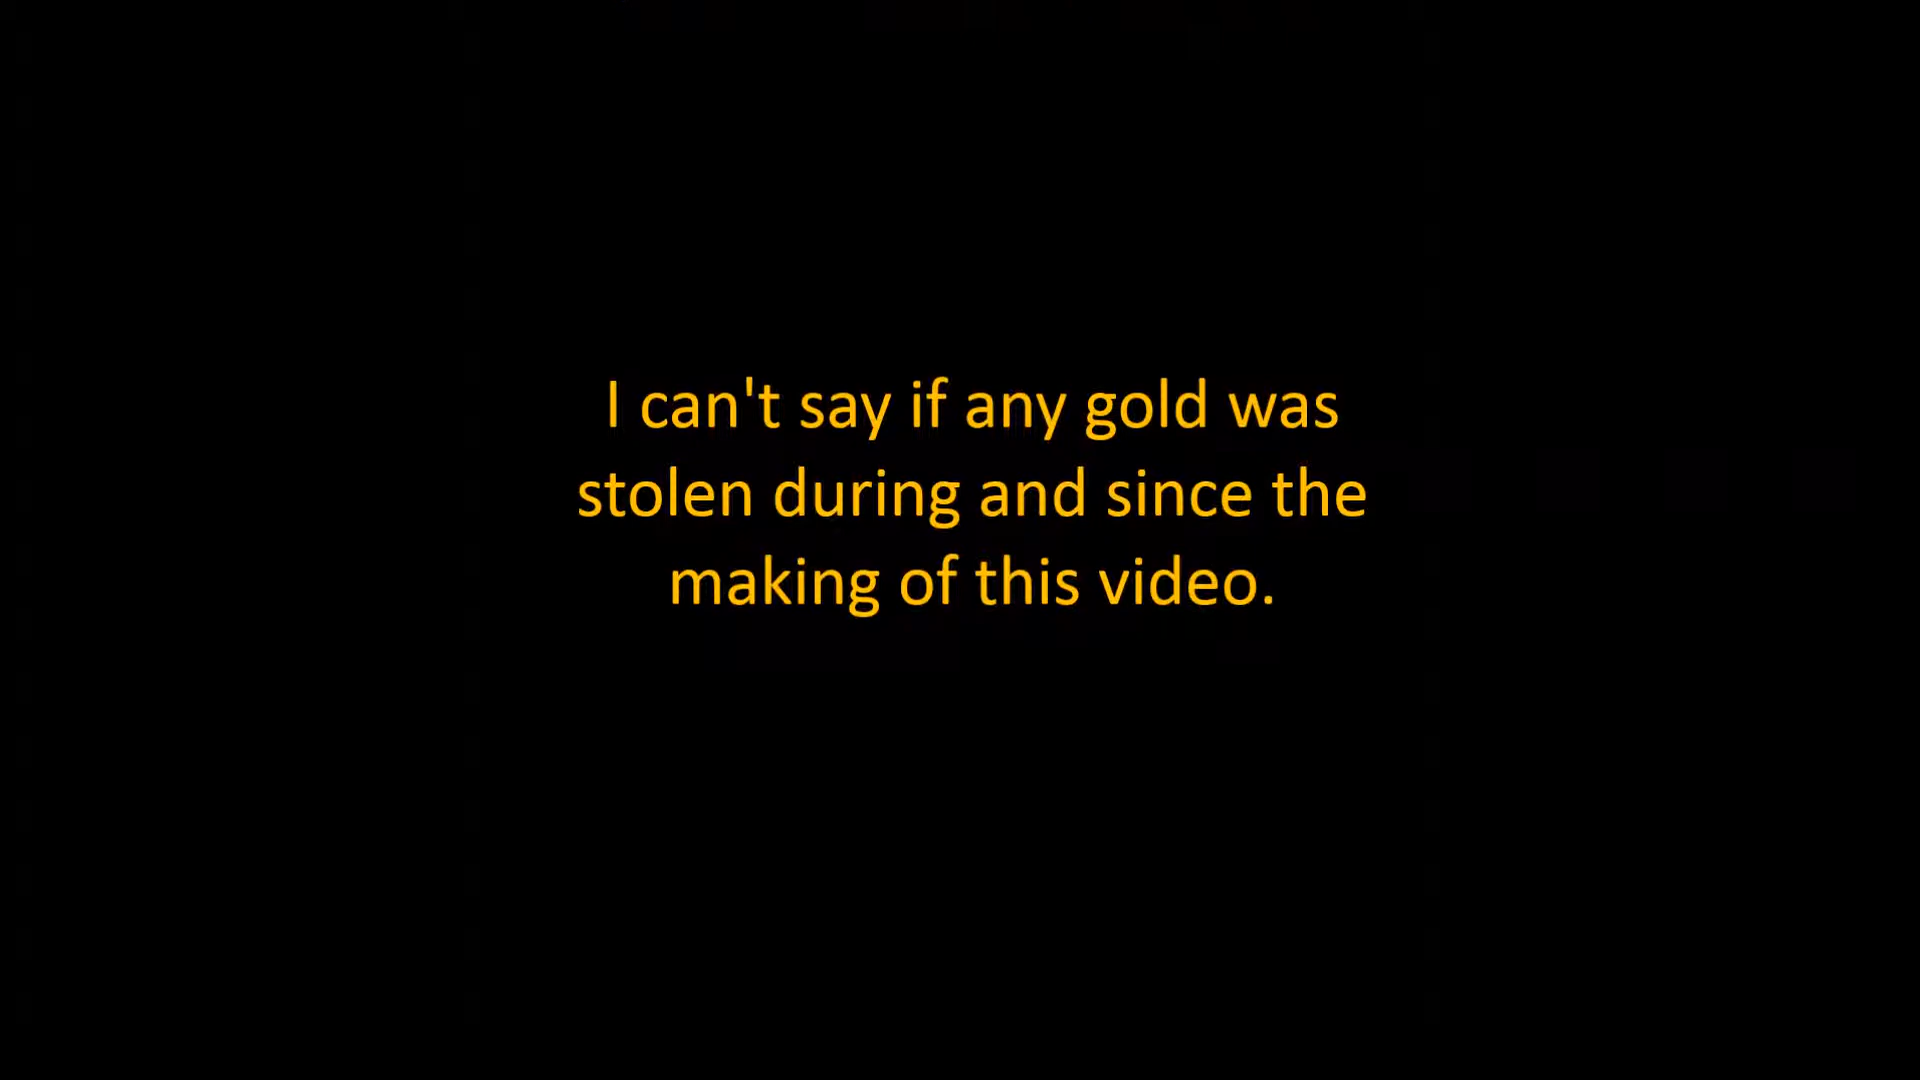 I can't say if any gold was
stolen during and since the
making of this video.